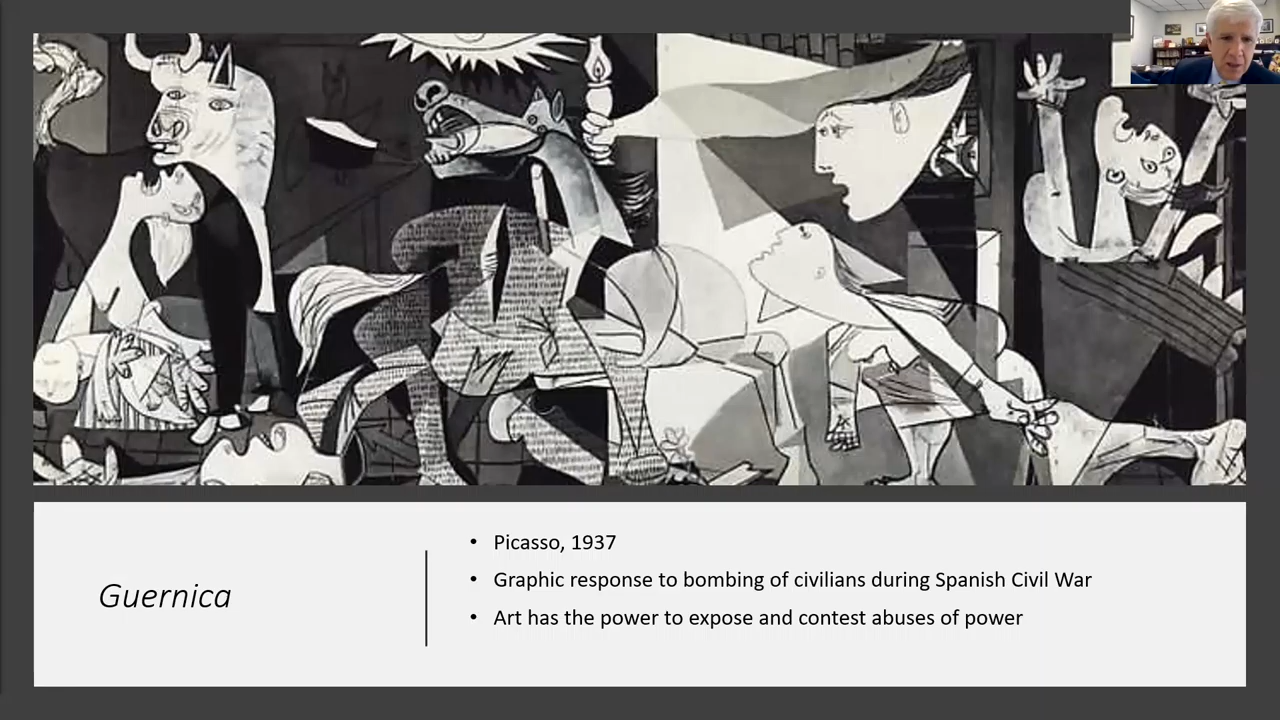 Guernica
• Picasso, 1937
• Graphic response to bombing of civilians during Spanish Civil War
• Art has the power to expose and contest abuses of power